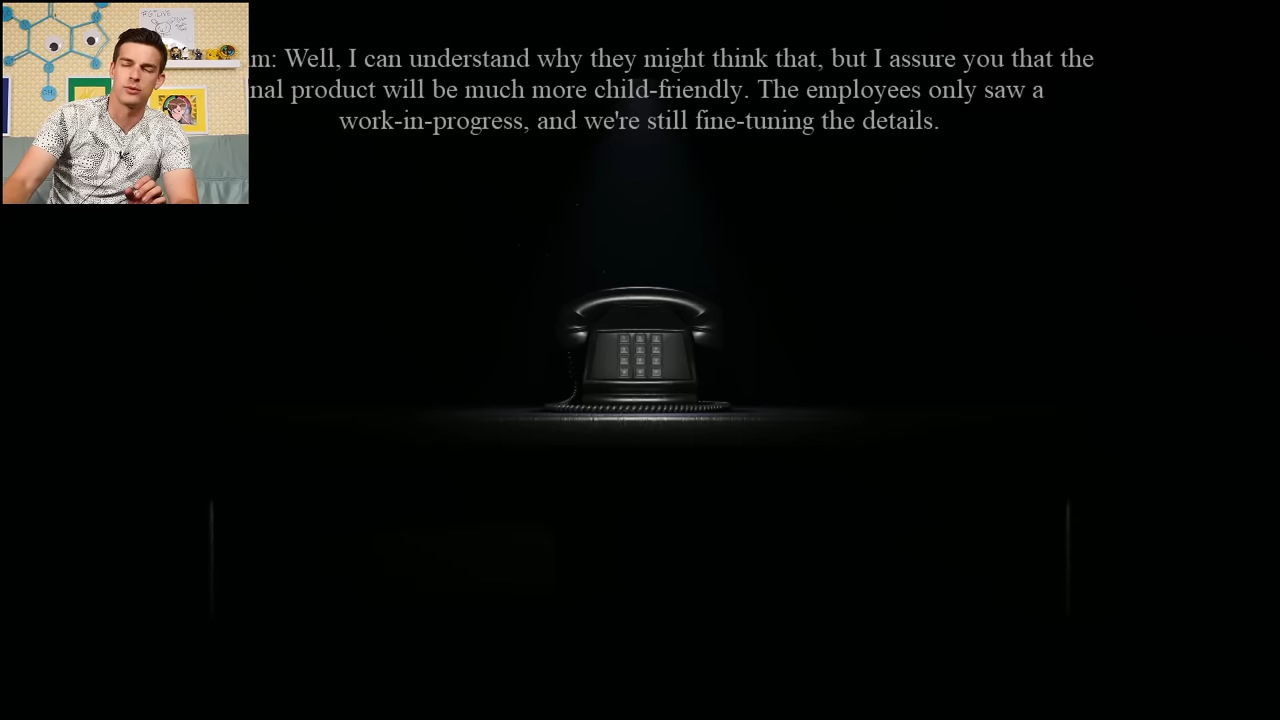 m: Well, I can understand why they might think that, but I assure you that the
nal product will be much more child-friendly. The employees only saw a
work-in-progress, and we're still fine-tuning the details.